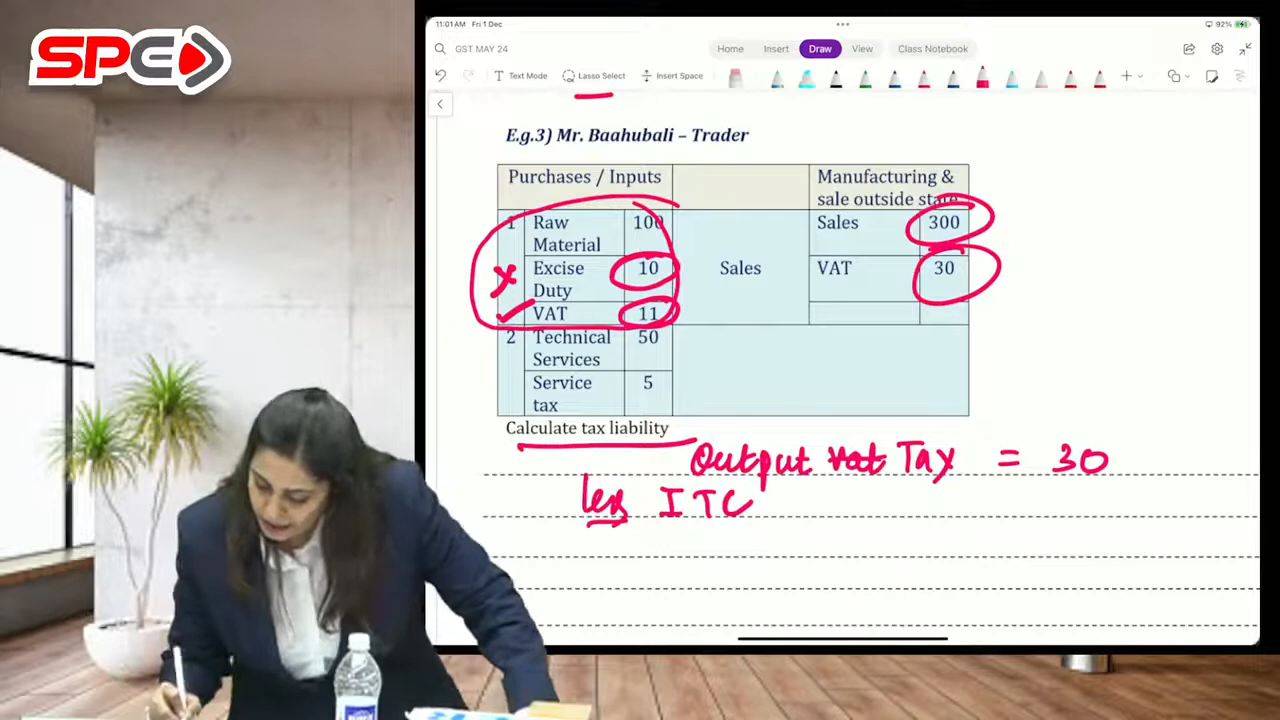 SPED
11:01 AM Fri 1 Dec
92%
GST MAY 24
Home Insert Draw View Class Notebook
Text Mode Lasso Select Insert Space
E.g.3) Mr. Baahubali – Trader
Purchases / Inputs
Manufacturing &
sale outside state
1 Raw 100 Sales 300
Material
Excise 10 Sales VAT 30
Duty
VAT 11
2 Technical 50
Services
Service 5
tax
Calculate tax liability
Output vat Tax = 30
less ITC